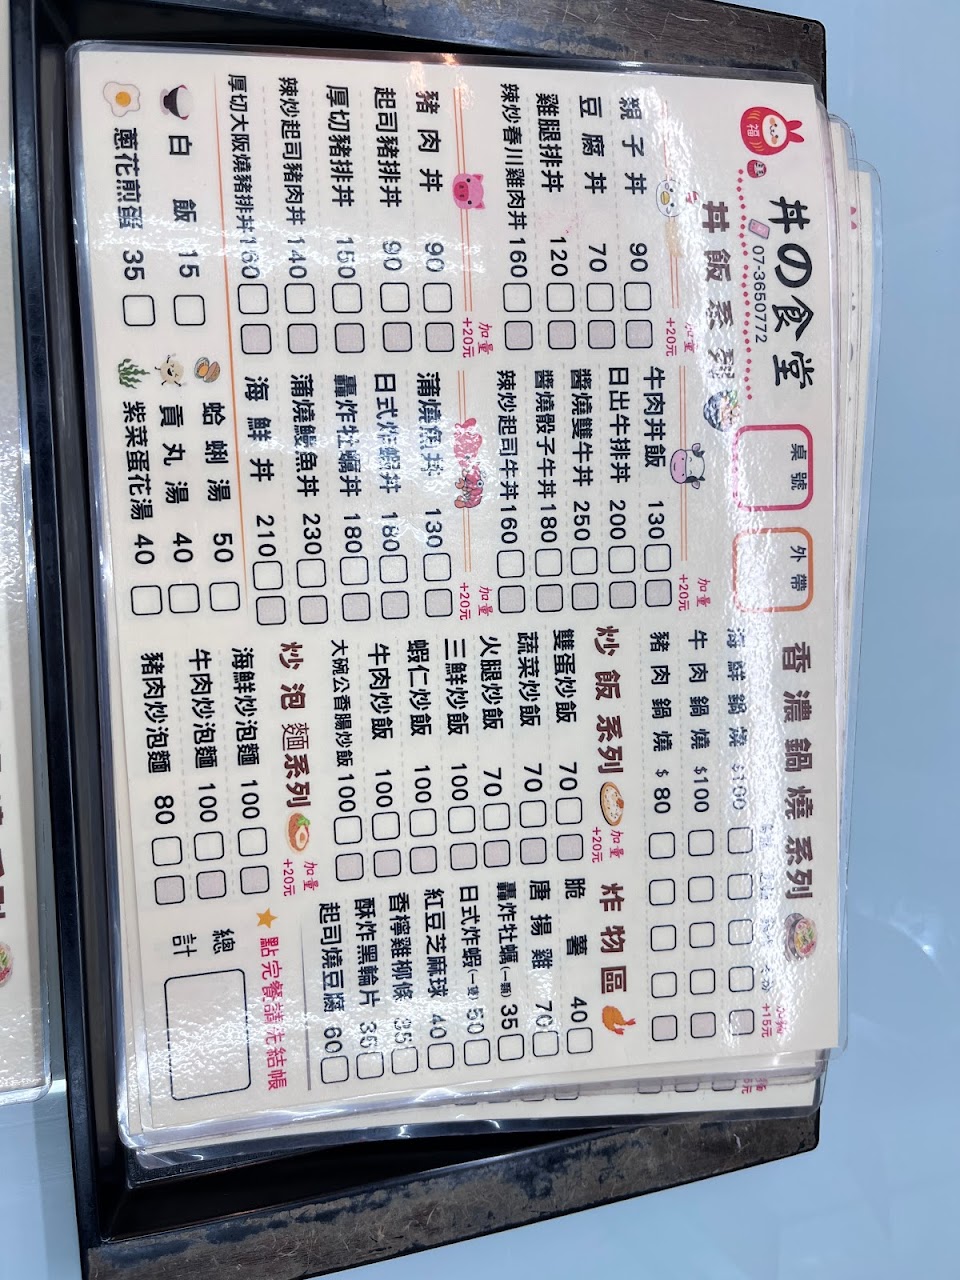 丼の食堂
07-3650772
桌號
外帶
丼飯系列
加量
+20元
親子丼 90
豆腐丼 70
雞腿排丼 120
辣炒春川雞肉丼 160
加量
+20元
豬肉丼 90
起司豬排丼 90
厚切豬排丼 150
辣炒起司豬肉丼 140
厚切大阪燒豬排丼 160
白飯 15
蔥花煎蛋 35
加量
+20元
牛肉丼飯 130
日出牛排丼 200
醬燒雙牛丼 250
醬燒骰子牛丼 180
辣炒起司牛丼 160
加量
+20元
蒲燒魚丼 130
日式炸蝦丼 180
轟炸牡蠣丼 180
蒲燒鰻魚丼 230
海鮮丼 210
蛤蜊湯 50
貢丸湯 40
紫菜蛋花湯 40
香濃鍋燒系列
+15元
海鮮鍋燒 $100
牛肉鍋燒 $100
豬肉鍋燒 $80
炒飯系列
加量
+20元
雙蛋炒飯 70
蔬菜炒飯 70
火腿炒飯 70
三鮮炒飯 100
蝦仁炒飯 100
牛肉炒飯 100
大碗公香腸炒飯 100
炒泡麵系列
加量
+20元
海鮮炒泡麵 100
牛肉炒泡麵 100
豬肉炒泡麵 80
炸物區
脆薯 40
唐揚雞 70
轟炸牡蠣(一顆) 35
日式炸蝦(一隻) 50
紅豆芝麻球 40
香檸雞柳條 35
酥炸黑輪片 35
起司燒豆腐 60
點完餐請先結帳
總計